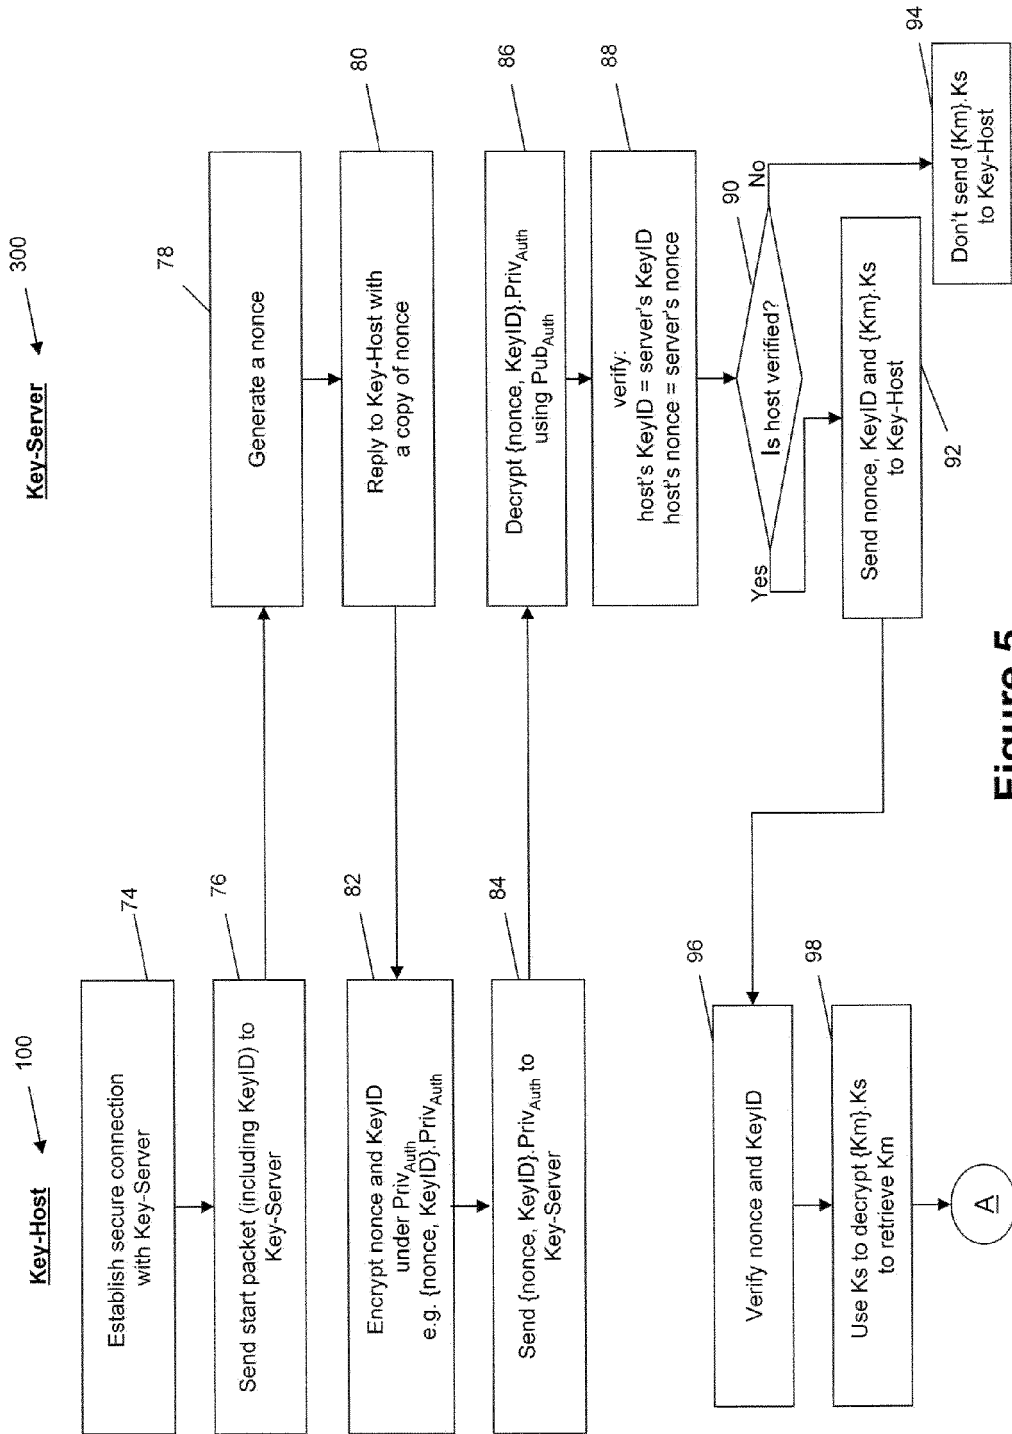 Key-Host
100
Key-Server
300
Establish secure connection
with Key-Server
74
Send start packet (including KeyID) to
Key-Server
76
Generate a nonce
78
Reply to Key-Host with
a copy of nonce
80
Encrypt nonce and KeyID
under PrivAuth
e.g. {nonce, KeyID}.PrivAuth
82
Send {nonce, KeyID}.PrivAuth to
Key-Server
84
Decrypt {nonce, KeyID}.PrivAuth
using PubAuth
86
verify:
host's KeyID = server's KeyID
host's nonce = server's nonce
88
Is host verified?
90
Yes
No
Send nonce, KeyID and {Km}.Ks
to Key-Host
92
Don't send {Km}.Ks
to Key-Host
94
Verify nonce and KeyID
96
Use Ks to decrypt {Km}.Ks
to retrieve Km
98
A
Figure 5